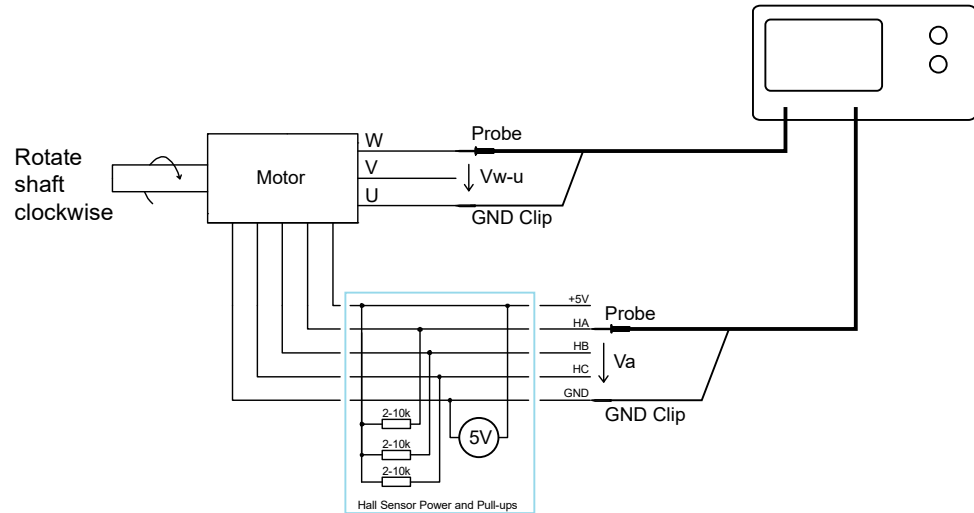 W
Probe
Rotate
shaft
clockwise
Motor
V
Vw-u
U
GND Clip
+5V
Probe
HA
HB
Va
HC
GND
GND Clip
2-10k
5V
2-10k
2-10k
Hall Sensor Power and Pull-ups